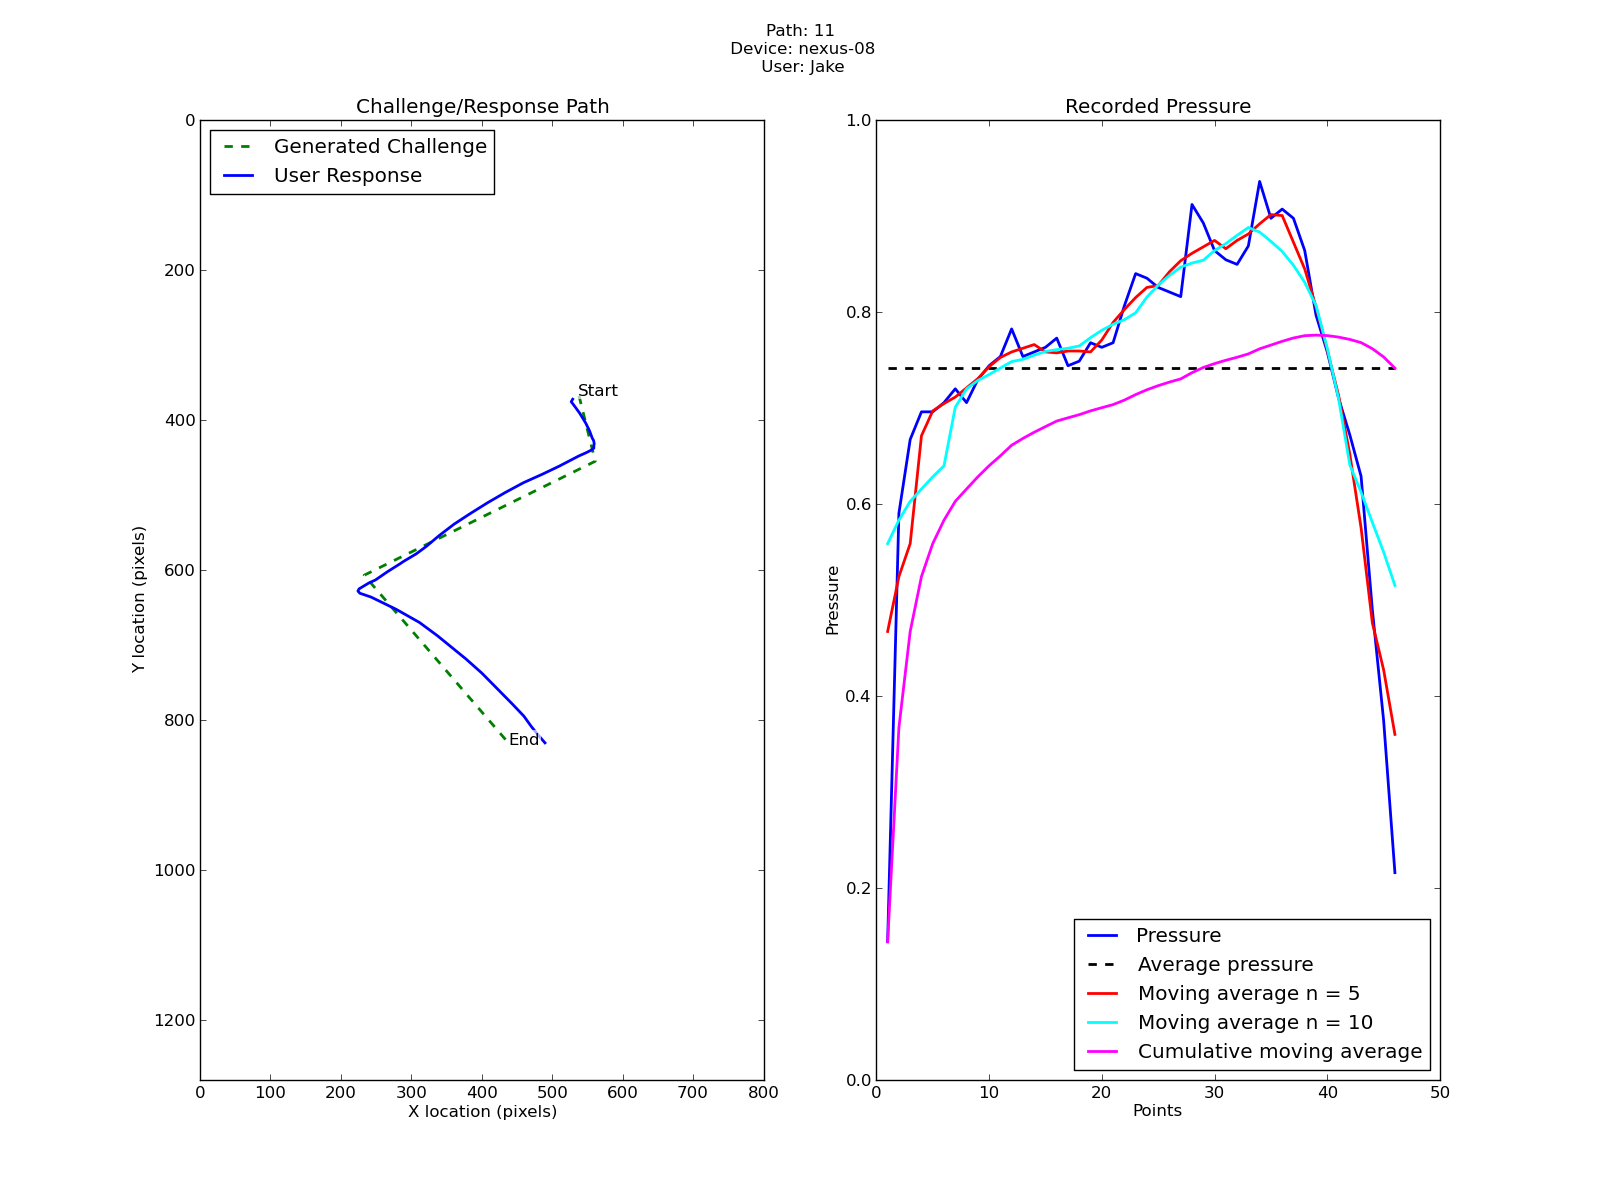 Path: 11
Device: nexus-08
User: Jake
Challenge/Response Path
Generated Challenge
User Response
0
200
400
600
800
1000
1200
Y location (pixels)
Start
End
0 100 200 300 400 500 600 700 800
X location (pixels)
Recorded Pressure
1.0
0.8
0.6
0.4
0.2
0.0
Pressure
Pressure
Average pressure
Moving average n = 5
Moving average n = 10
Cumulative moving average
0 10 20 30 40 50
Points